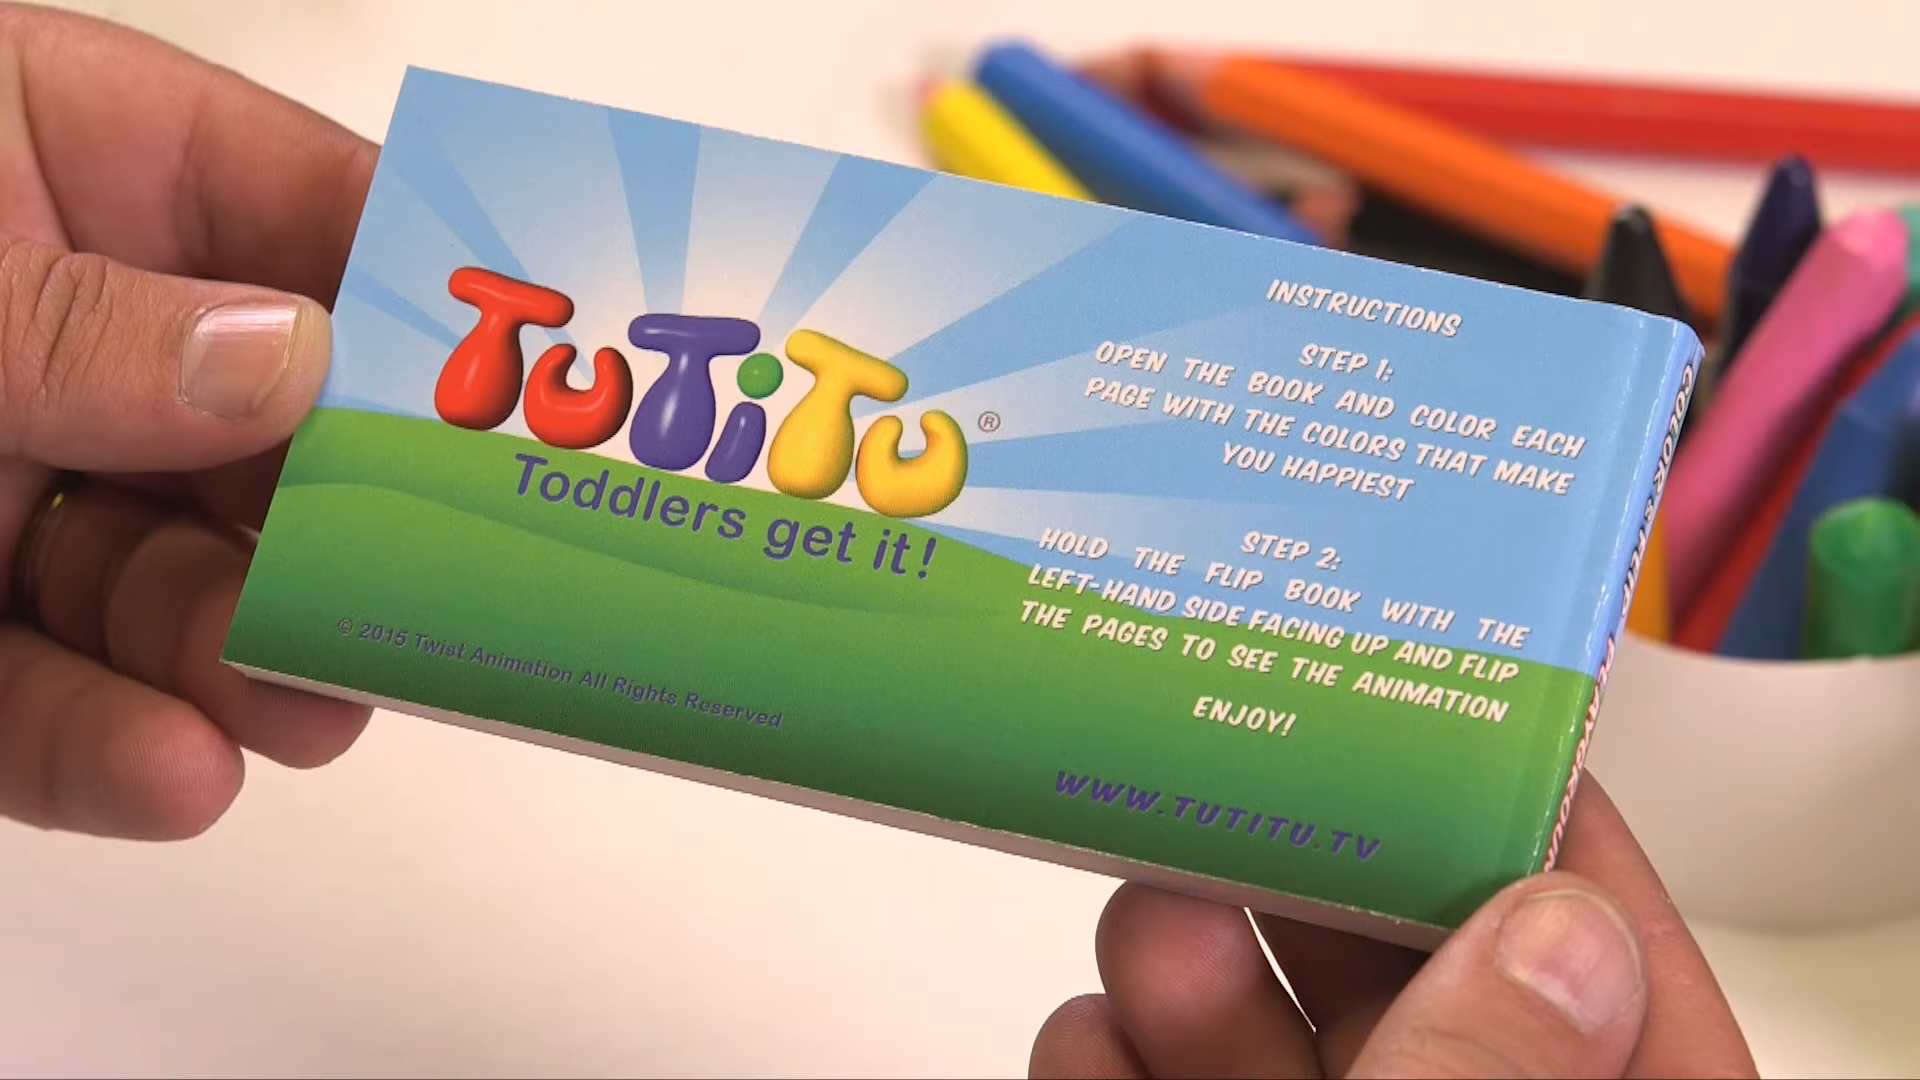 TuTiTu®
Toddlers get it!
© 2015 Twist Animation All Rights Reserved
INSTRUCTIONS
STEP 1:
OPEN THE BOOK AND COLOR EACH
PAGE WITH THE COLORS THAT MAKE
YOU HAPPIEST
STEP 2:
HOLD THE FLIP BOOK WITH THE
LEFT-HAND SIDE FACING UP AND FLIP
THE PAGES TO SEE THE ANIMATION
ENJOY!
WWW.TUTITU.TV
COLOR & FLIP